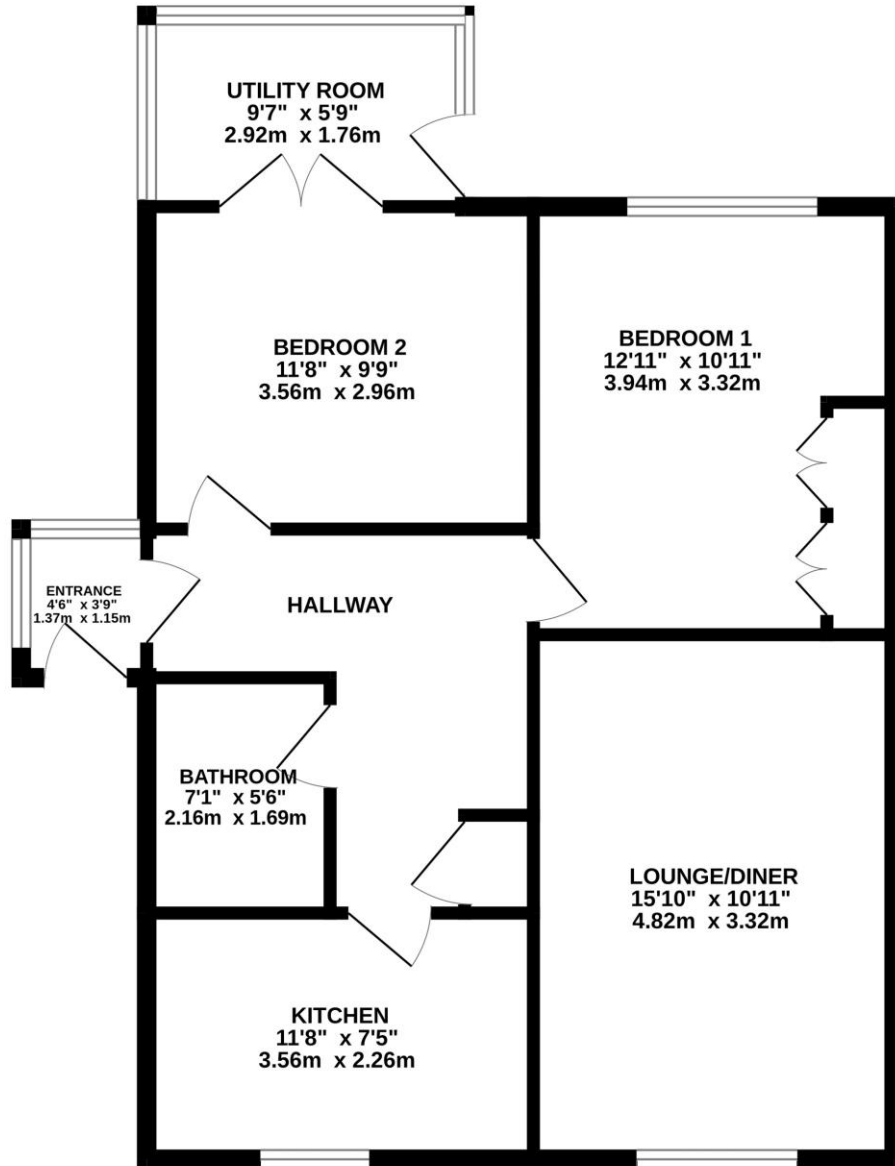 UTILITY ROOM
9'7" x 5'9"
2.92m x 1.76m
BEDROOM 2
11'8" x 9'9"
3.56m x 2.96m
BEDROOM 1
12'11" x 10'11"
3.94m x 3.32m
ENTRANCE
4'6" x 3'9"
1.37m x 1.15m
HALLWAY
BATHROOM
7'1" x 5'6"
2.16m x 1.69m
LOUNGE/DINER
15'10" x 10'11"
4.82m x 3.32m
KITCHEN
11'8" x 7'5"
3.56m x 2.26m